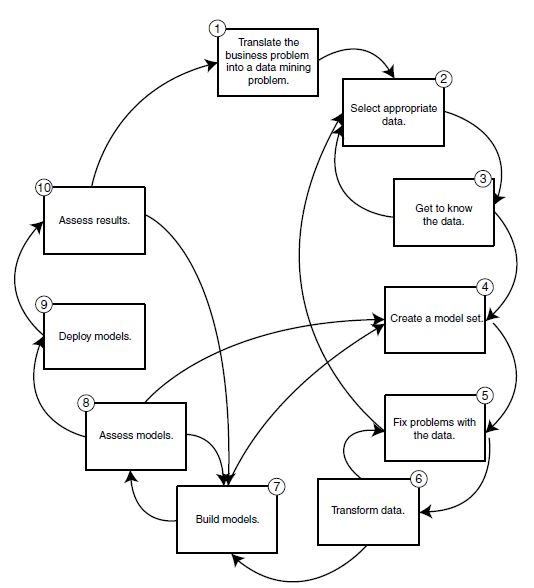 1
Translate the
business problem
into a data mining
problem.
2
Select appropriate
data.
3
Get to know
the data.
4
Create a model set.
5
Fix problems with
the data.
6
Transform data.
7
Build models.
8
Assess models.
9
Deploy models.
10
Assess results.